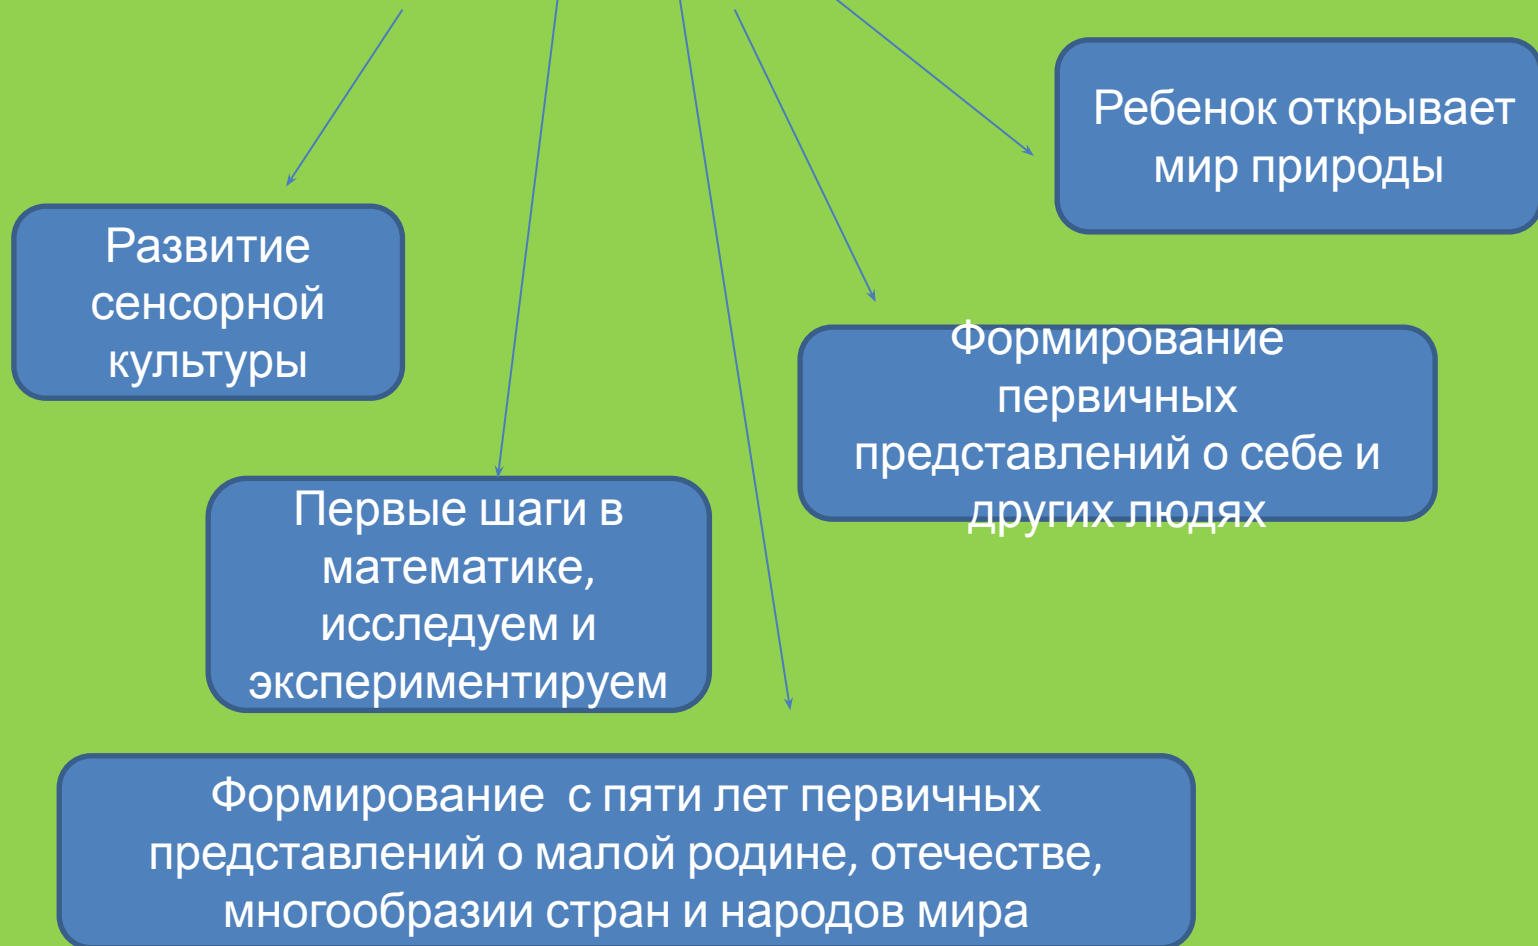 Ребенок открывает
мир природы
Развитие
сенсорной
культуры
Формирование
первичных
представлений о себе и
других людях
Первые шаги в
математике,
исследуем и
экспериментируем
Формирование с пяти лет первичных
представлений о малой родине, отечестве,
многообразии стран и народов мира